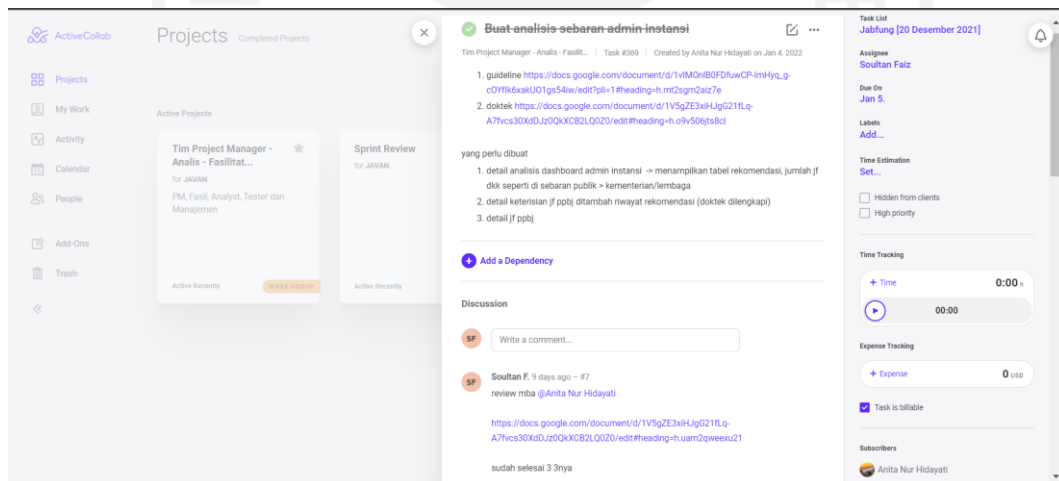 ActiveCollab
Projects
My Work
Activity
Calendar
People
Add-Ons
Trash
Projects Completed Projects
Active Projects
Tim Project Manager -
Analis - Fasilitat...
for JAVAN
PM, Fasil, Analyst, Tester dan
Manajemen
Active Recently
WORK GROUP
Sprint Review
for JAVAN
Active Recently
Buat analisis sebaran admin instansi
Tim Project Manager - Analis - Fasilit... | Task #369 | Created by Anita Nur Hidayati on Jan 4. 2022
1. guideline https://docs.google.com/document/d/1vIMOnIB0FDfuwCP-ImHyq_g-
cOYflk6xakUO1gs54iw/edit?pli=1#heading=h.mt2sgm2aiz7e
2. doktek https://docs.google.com/document/d/1V5gZE3xiHJgG21fLq-
A7fvcs30XdDJz0QkXCB2LQ0Z0/edit#heading=h.o9v506jts8cl
yang perlu dibuat
1. detail analisis dashboard admin instansi -> menampilkan tabel rekomendasi, jumlah jf
dkk seperti di sebaran publik > kementerian/lembaga
2. detail keterisian jf ppbj ditambah riwayat rekomendasi (doktek dilengkapi)
3. detail jf ppbj
Add a Dependency
Discussion
SF
Write a comment...
SF
Soultan F. 9 days ago – #7
review mba @Anita Nur Hidayati
https://docs.google.com/document/d/1V5gZE3xiHJgG21fLq-
A7fvcs30XdDJz0QkXCB2LQ0Z0/edit#heading=h.uam2qweexu21
sudah selesai 3 3nya
Task List
Jabfung [20 Desember 2021]
Assignee
Soultan Faiz
Due On
Jan 5.
Labels
Add...
Time Estimation
Set...
Hidden from clients
High priority
Time Tracking
+ Time 0:00 h
00:00
Expense Tracking
+ Expense 0 USD
Task is billable
Subscribers
Anita Nur Hidayati